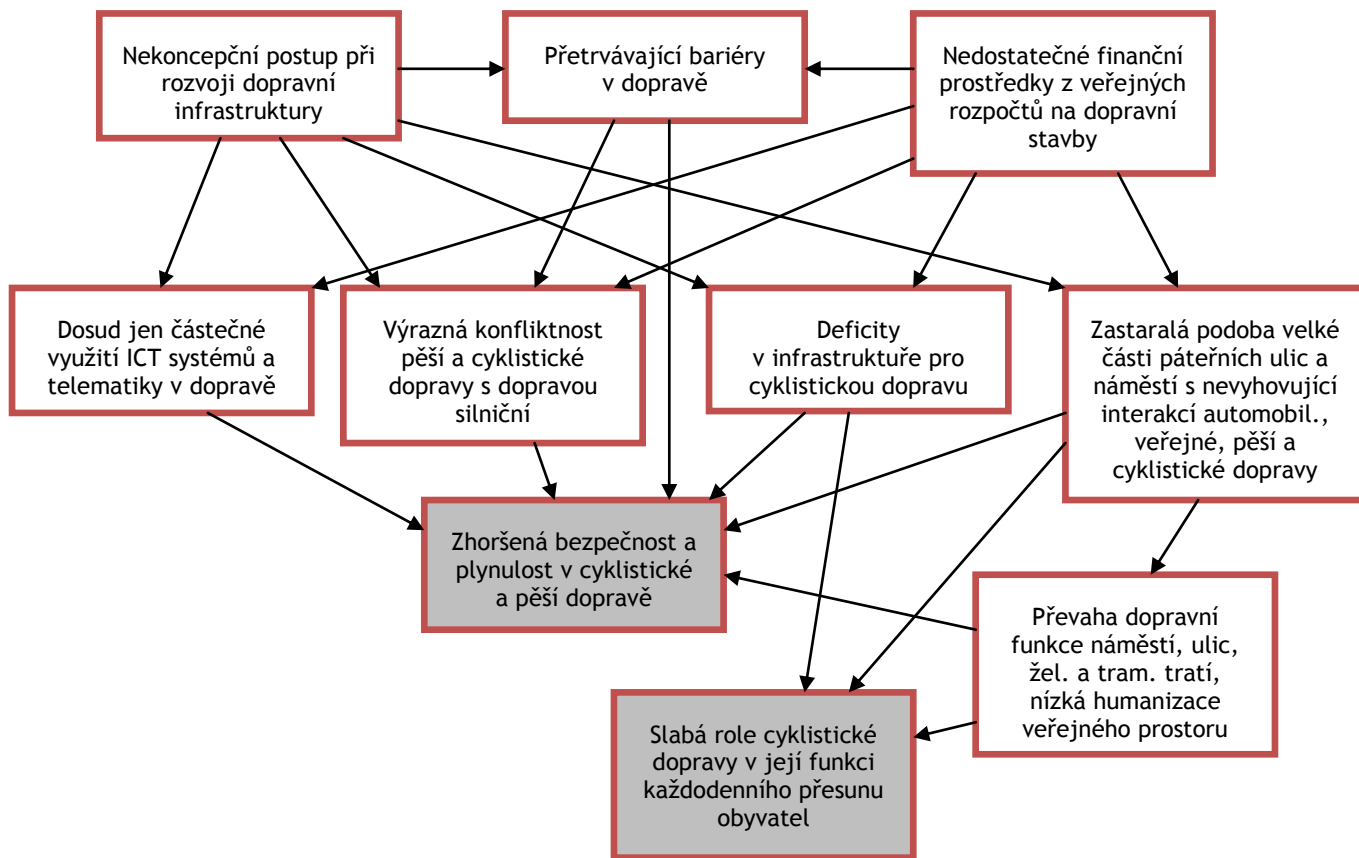 Nekoncepční postup při
rozvoji dopravní
infrastruktury
Přetrvávající bariéry
v dopravě
Nedostatečné finanční
prostředky z veřejných
rozpočtů na dopravní
stavby
Dosud jen částečné
využití ICT systémů a
telematiky v dopravě
Výrazná konfliktnost
pěší a cyklistické
dopravy s dopravou
silniční
Deficity
v infrastruktuře pro
cyklistickou dopravu
Zastaralá podoba velké
části páteřních ulic a
náměstí s nevyhovující
interakcí automobil.,
veřejné, pěší a
cyklistické dopravy
Zhoršená bezpečnost a
plynulost v cyklistické
a pěší dopravě
Převaha dopravní
funkce náměstí, ulic,
žel. a tram. tratí,
nízká humanizace
veřejného prostoru
Slabá role cyklistické
dopravy v její funkci
každodenního přesunu
obyvatel